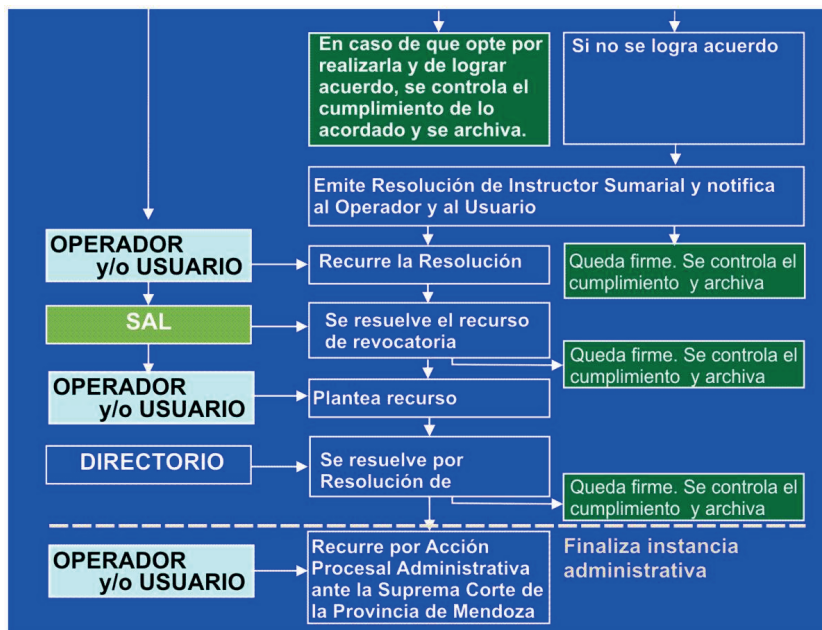 En caso de que opte por
realizarla y de lograr
acuerdo, se controla el
cumplimiento de lo
acordado y se archiva.
Si no se logra acuerdo
Emite Resolución de Instructor Sumarial y notifica
al Operador y al Usuario
OPERADOR
y/o USUARIO
Recurre la Resolución
Queda firme. Se controla el
cumplimiento y archiva
SAL
Se resuelve el recurso
de revocatoria
Queda firme. Se controla el
cumplimiento y archiva
OPERADOR
y/o USUARIO
Plantea recurso
DIRECTORIO
Se resuelve por
Resolución de
Queda firme. Se controla el
cumplimiento y archiva
OPERADOR
y/o USUARIO
Recurre por Acción
Procesal Administrativa
ante la Suprema Corte de
la Provincia de Mendoza
Finaliza instancia
administrativa